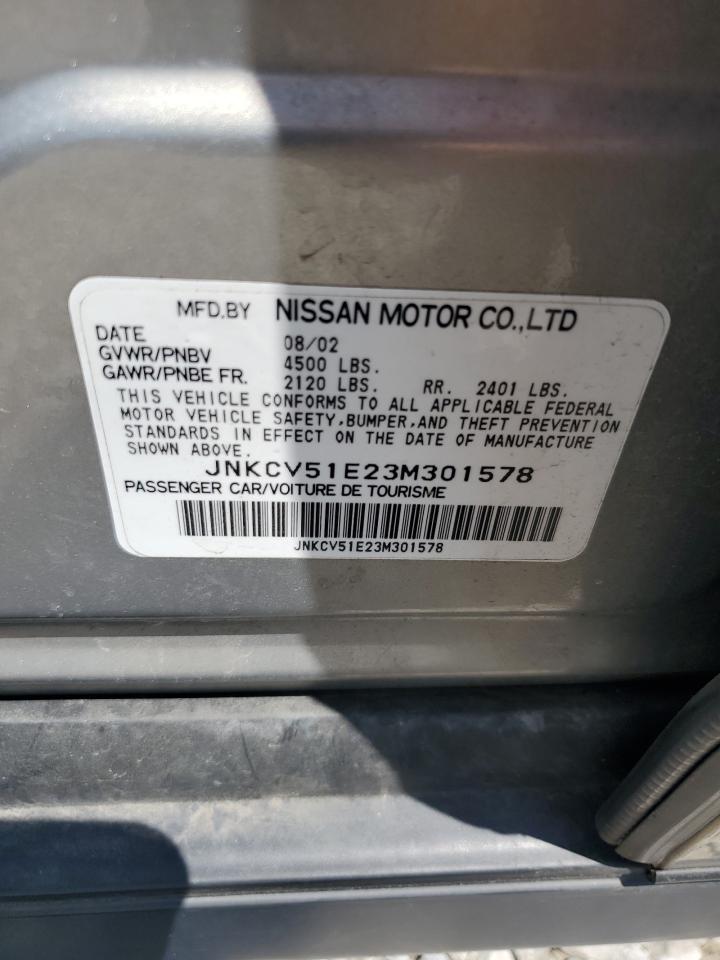 MFD.BY NISSAN MOTOR CO.,LTD
DATE 08/02
GVWR/PNBV 4500 LBS.
GAWR/PNBE FR. 2120 LBS. RR. 2401 LBS.
THIS VEHICLE CONFORMS TO ALL APPLICABLE FEDERAL
MOTOR VEHICLE SAFETY,BUMPER,AND THEFT PREVENTION
STANDARDS IN EFFECT ON THE DATE OF MANUFACTURE
SHOWN ABOVE.
JNKCV51E23M301578
PASSENGER CAR/VOITURE DE TOURISME
JNKCV51E23M301578